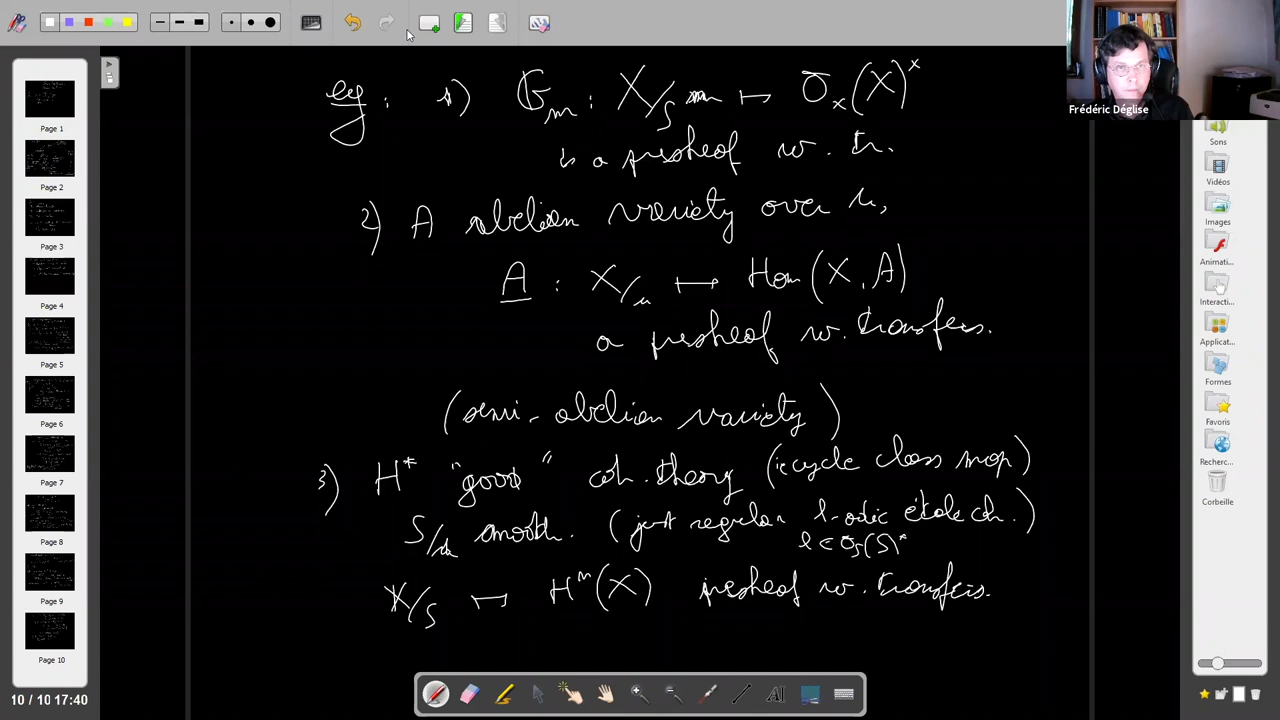 Frédéric Déglise
eg : 1) 𝔾_m : X/S sm ↦ O_X(X)^×
is a presheaf w. tr.
2) A abelian variety over k,
A : X/k ↦ Hom(X, A)
a presheaf w. transfers.
(semi-abelian variety)
3) H* "good" coh. theory (ie cycle class map)
S/k smooth. (just regular l-adic étale coh.)
l ∈ O_S(S)^×
X/S ↦ H^n(X) presheaf w. transfers.
Page 1
Page 2
Page 3
Page 4
Page 5
Page 6
Page 7
Page 8
Page 9
Page 10
10 / 10 17:40
Sons
Vidéos
Images
Animati...
Interacti...
Applicat...
Formes
Favoris
Recherc...
Corbeille